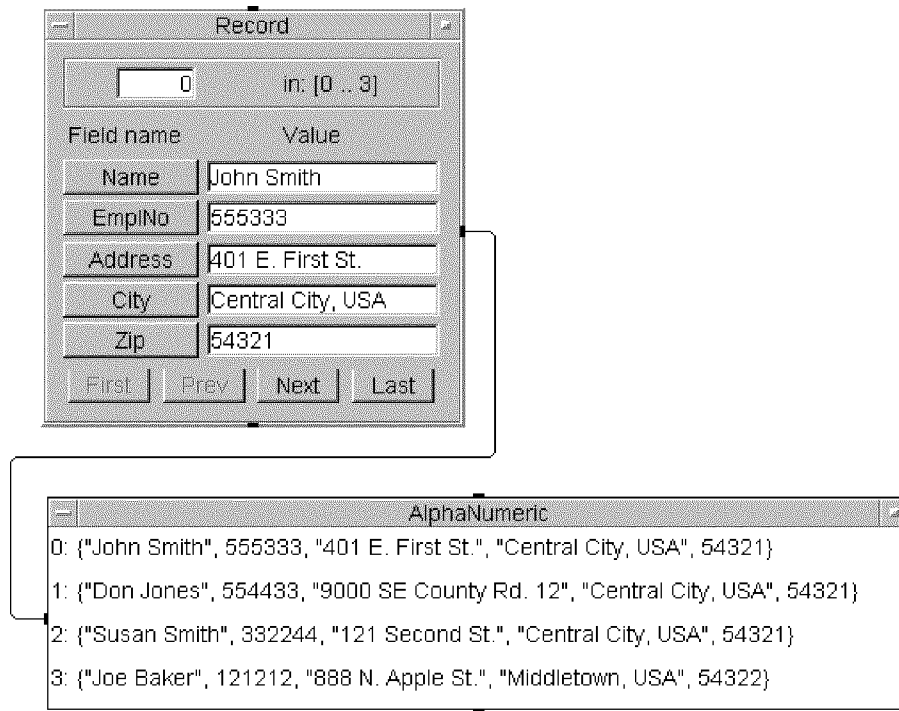 Record
0 in: [0 .. 3]
Field name Value
Name John Smith
EmplNo 555333
Address 401 E. First St.
City Central City, USA
Zip 54321
First Prev Next Last
AlphaNumeric
0: {"John Smith", 555333, "401 E. First St.", "Central City, USA", 54321}
1: {"Don Jones", 554433, "9000 SE County Rd. 12", "Central City, USA", 54321}
2: {"Susan Smith", 332244, "121 Second St.", "Central City, USA", 54321}
3: {"Joe Baker", 121212, "888 N. Apple St.", "Middletown, USA", 54322}